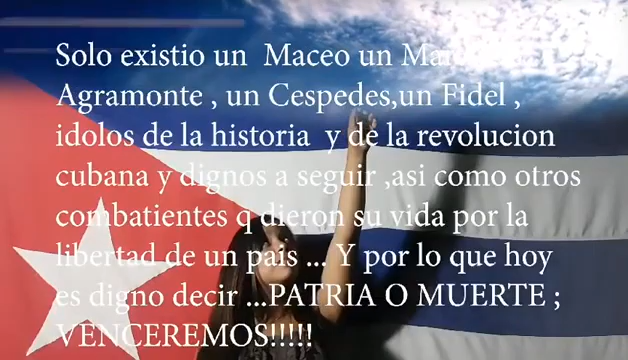 Solo existio un Maceo un
Agramonte , un Cespedes,un Fidel ,
idolos de la historia y de la revolucion
cubana y dignos a seguir ,asi como otros
combatientes q dieron su vida por la
libertad de un pais ... Y por lo que hoy
es digno decir ...PATRIA O MUERTE ;
VENCEREMOS!!!!!